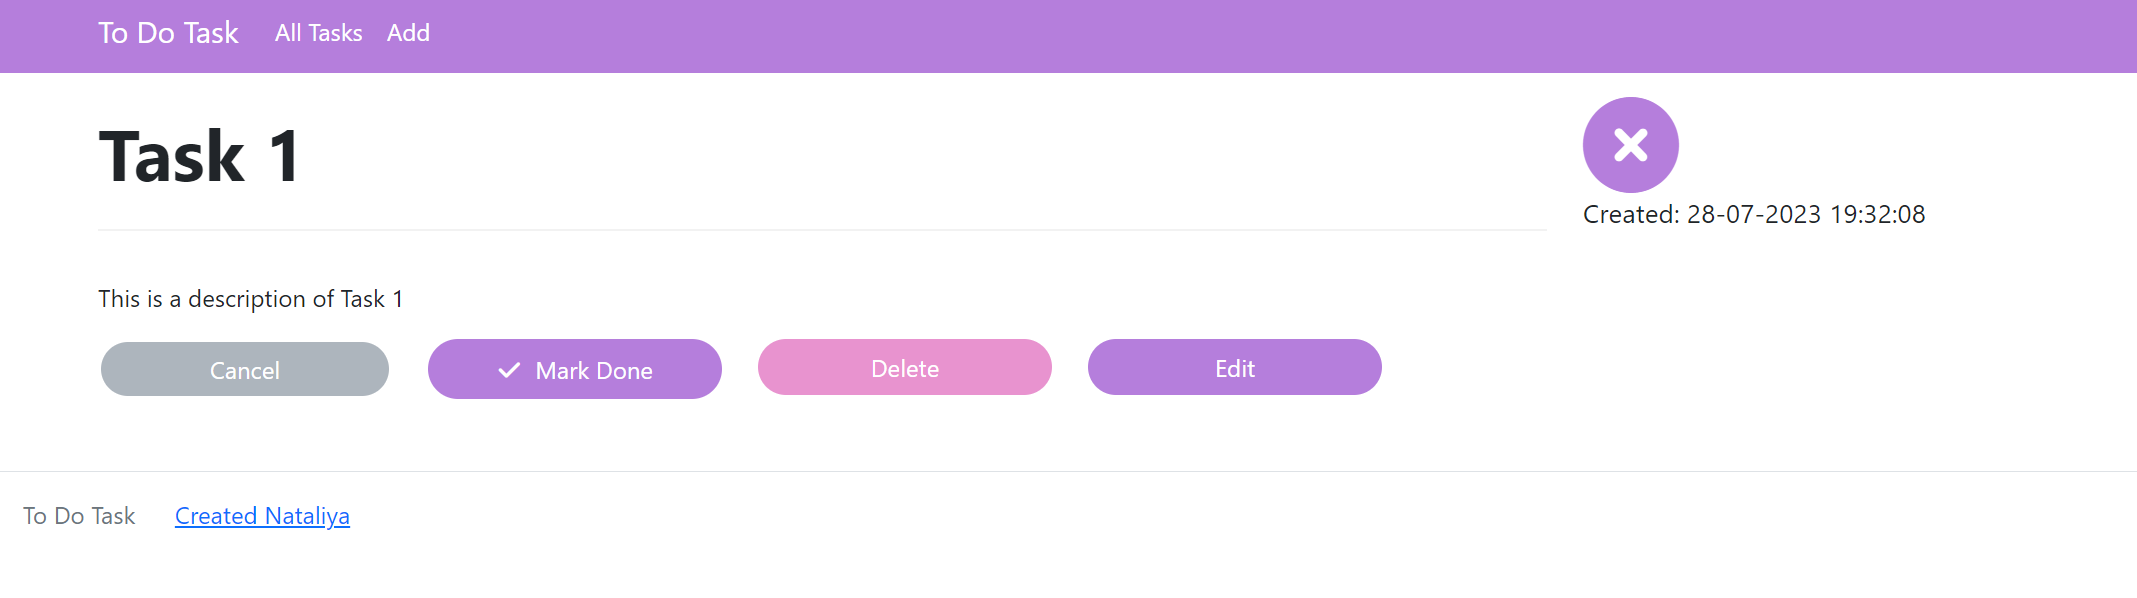 To Do Task All Tasks Add
Task 1
Created: 28-07-2023 19:32:08
This is a description of Task 1
Cancel Mark Done Delete Edit
To Do Task Created Nataliya